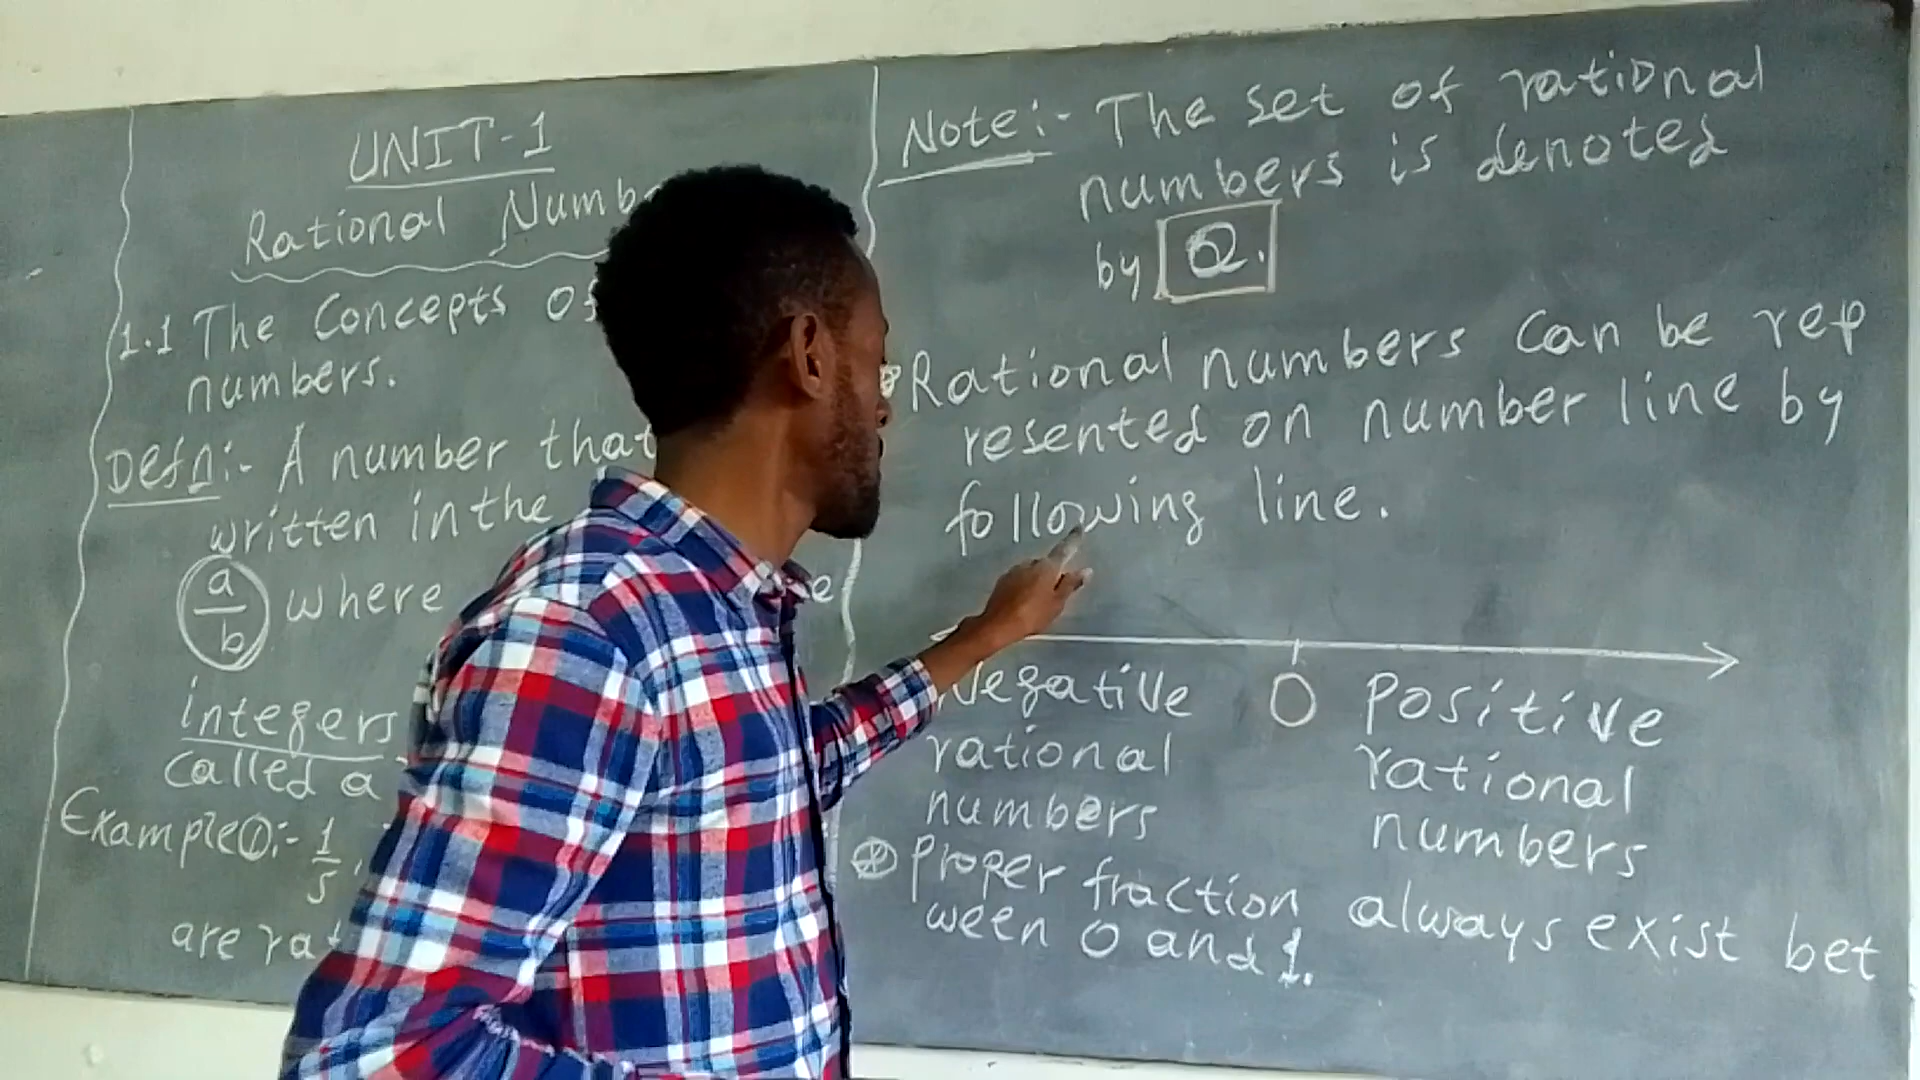 UNIT-1
Rational Numbe
1.1 The Concepts of
numbers.
Defn:- A number that
written in the
a/b where e
integers
called a
Example①:- 1/5,
are rat
Note:- The set of rational
numbers is denoted
by Q.
Rational numbers can be rep
resented on number line by
following line.
0
Negative
rational
numbers
Positive
rational
numbers
⊕ Proper fraction always exist bet
ween 0 and 1.